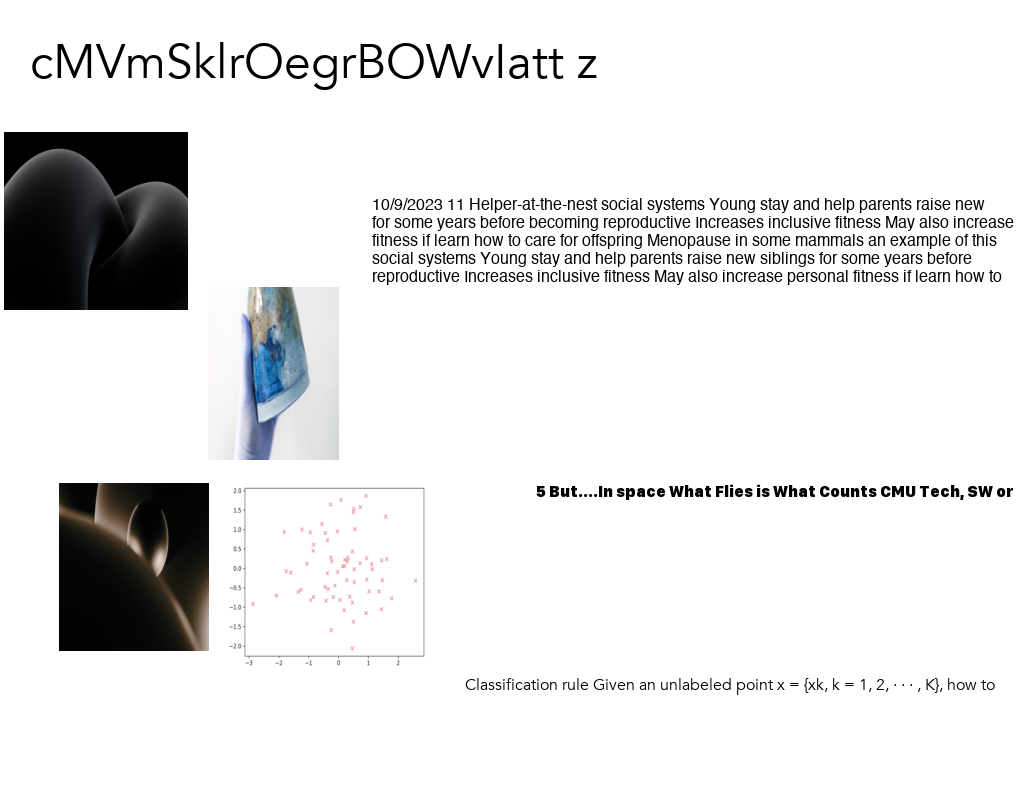 cMVmSklrOegrBOWvIatt z
10/9/2023 11 Helper-at-the-nest social systems Young stay and help parents raise new
for some years before becoming reproductive Increases inclusive fitness May also increase
fitness if learn how to care for offspring Menopause in some mammals an example of this
social systems Young stay and help parents raise new siblings for some years before
reproductive Increases inclusive fitness May also increase personal fitness if learn how to
5 But....In space What Flies is What Counts CMU Tech, SW or
2.0
1.5
1.0
0.5
0.0
−0.5
−1.0
−1.5
−2.0
−3 −2 −1 0 1 2
Classification rule Given an unlabeled point x = {xk, k = 1, 2, · · · , K}, how to